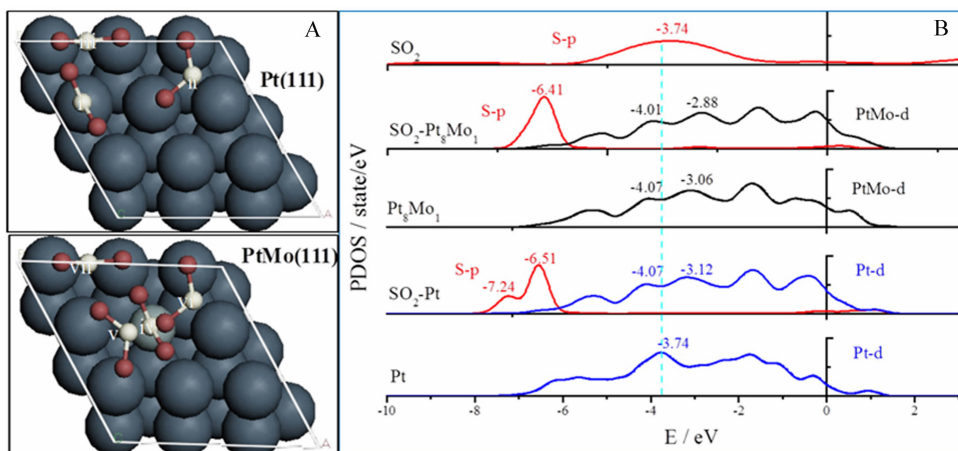 A
Pt(111)
PtMo(111)
B
PDOS / state/eV
SO2
S-p
-3.74
SO2-Pt8Mo1
S-p
-6.41
-4.01
-2.88
PtMo-d
Pt8Mo1
-4.07
-3.06
PtMo-d
SO2-Pt
S-p
-7.24
-6.51
-4.07
-3.12
Pt-d
Pt
-3.74
Pt-d
-10 -8 -6 -4 -2 0 2
E / eV